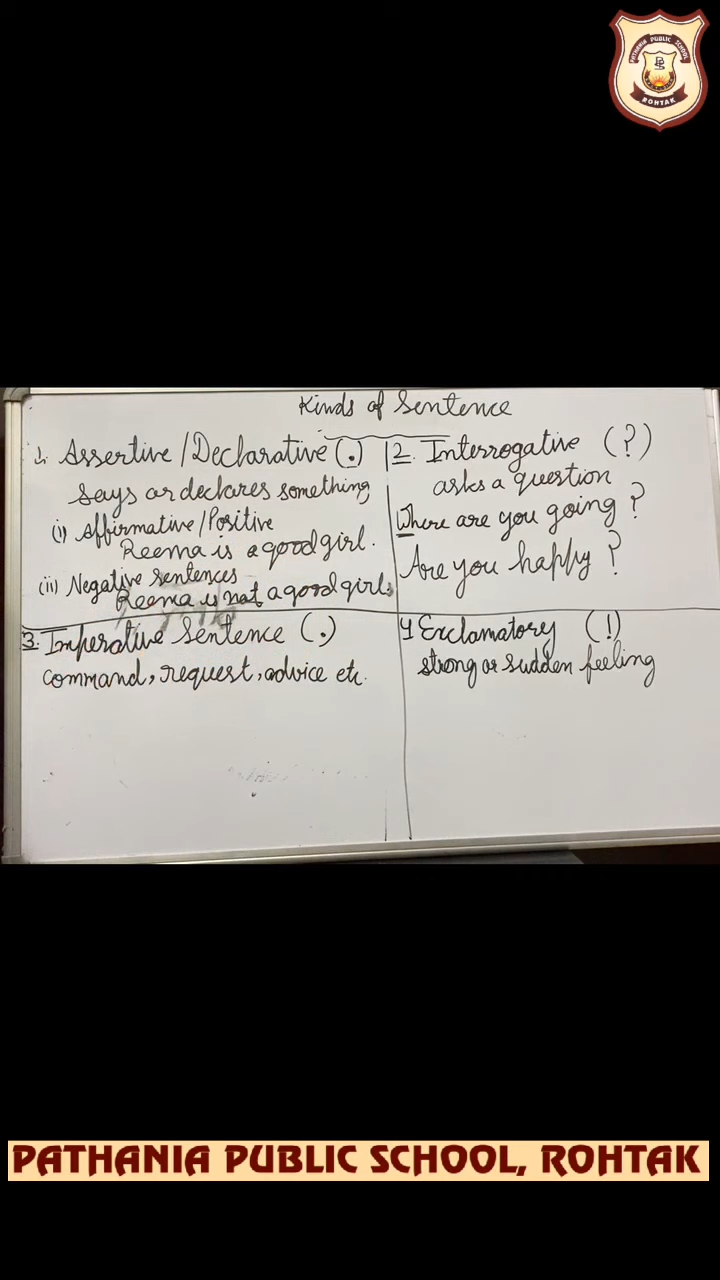 PATHANIA PUBLIC SCHOOL
PPS
ROHTAK
Kinds of Sentence
1. Assertive/Declarative (.)
says or declares something
(i) Affirmative/Positive
Reema is a good girl.
(ii) Negative sentences
Reema is not a good girl.
2. Interrogative (?)
asks a question
Where are you going?
Are you happy?
3. Imperative Sentence (.)
command, request, advice etc.
4 Exclamatory (!)
strong or sudden feeling
PATHANIA PUBLIC SCHOOL, ROHTAK